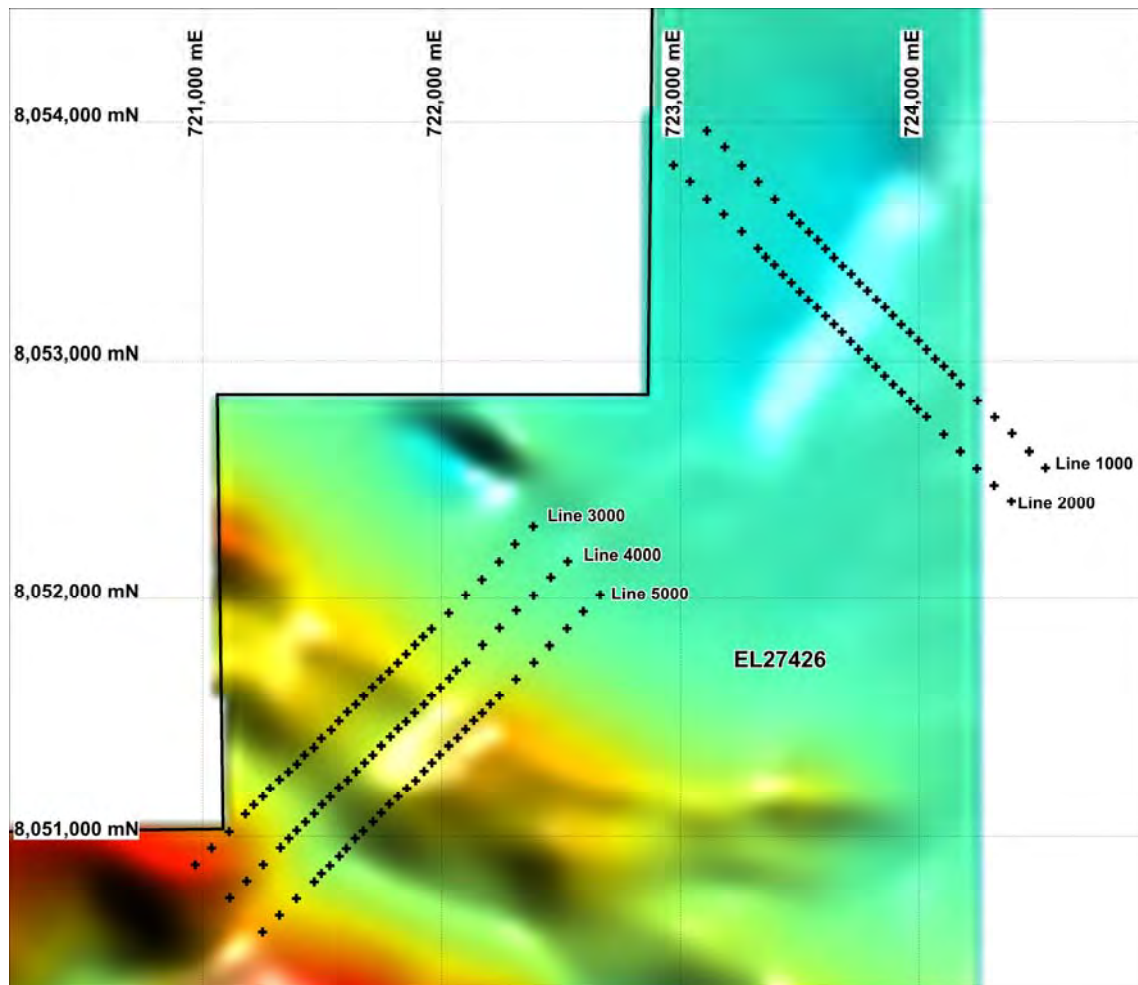 721,000 mE
722,000 mE
723,000 mE
724,000 mE
8,054,000 mN
8,053,000 mN
Line 1000
Line 2000
Line 3000
Line 4000
8,052,000 mN
Line 5000
EL27426
8,051,000 mN